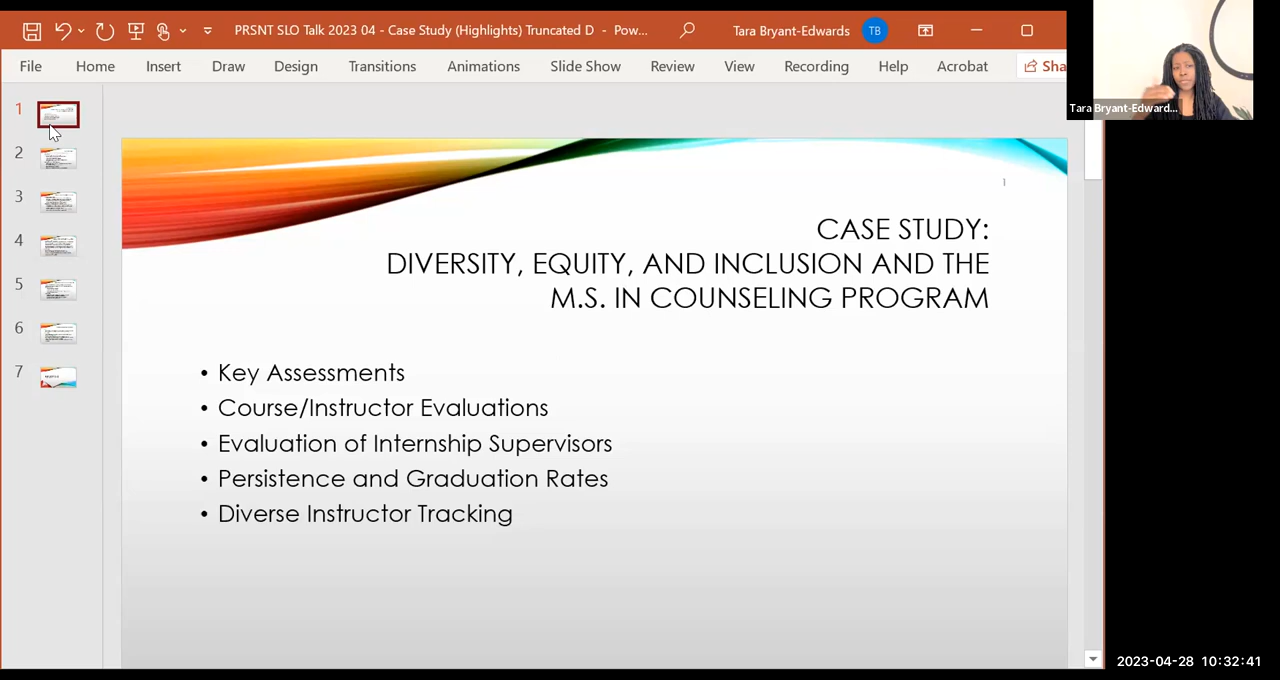 PRSNT SLO Talk 2023 04 - Case Study (Highlights) Truncated D - Pow...
Tara Bryant-Edwards
TB
File Home Insert Draw Design Transitions Animations Slide Show Review View Recording Help Acrobat Sha
Tara Bryant-Edward...
1
2
3
4
5
6
7
1
CASE STUDY:
DIVERSITY, EQUITY, AND INCLUSION AND THE
M.S. IN COUNSELING PROGRAM
• Key Assessments
• Course/Instructor Evaluations
• Evaluation of Internship Supervisors
• Persistence and Graduation Rates
• Diverse Instructor Tracking
2023-04-28 10:32:41